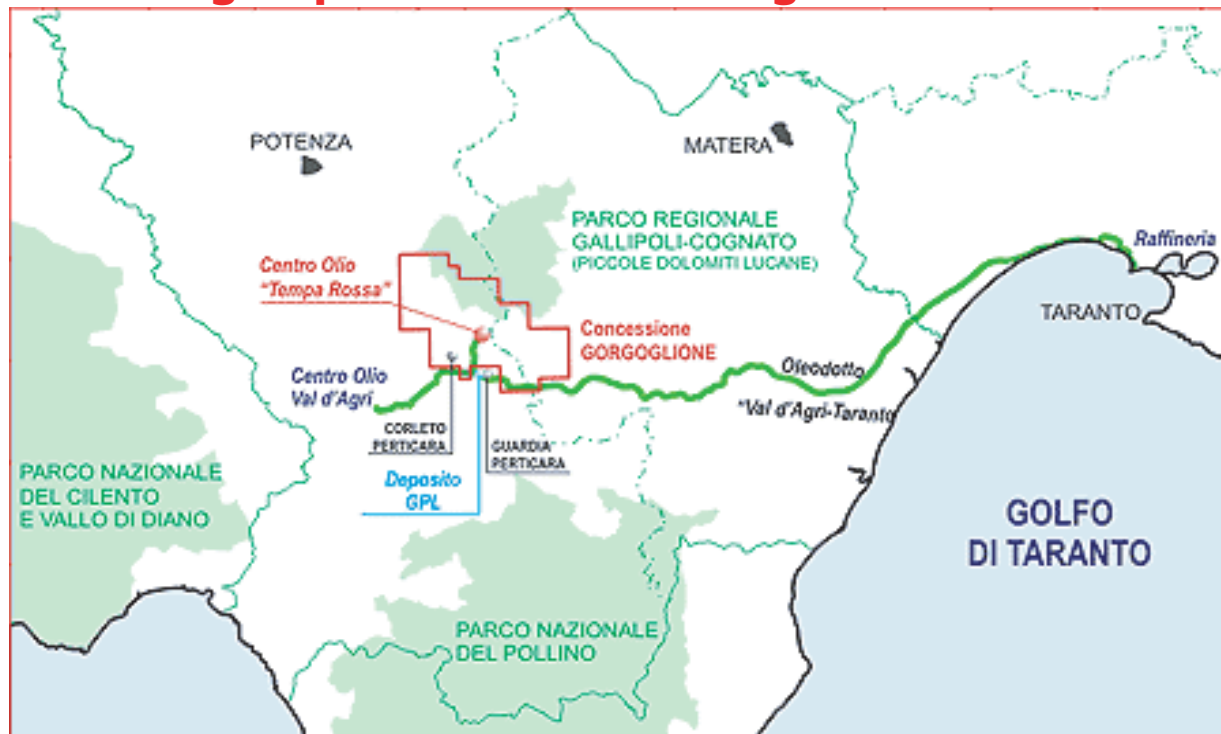 POTENZA
MATERA
PARCO REGIONALE
GALLIPOLI-COGNATO
(PICCOLE DOLOMITI LUCANE)
Raffineria
Centro Olio
"Tempa Rossa"
TARANTO
Concessione
GORGOGLIONE
Centro Olio
Val d'Agri
Oleodotto
"Val d'Agri-Taranto
CORLETO
PERTICARA
GUARDIA
PERTICARA
Deposito
GPL
PARCO NAZIONALE
DEL CILENTO
E VALLO DI DIANO
GOLFO
DI TARANTO
PARCO NAZIONALE
DEL POLLINO